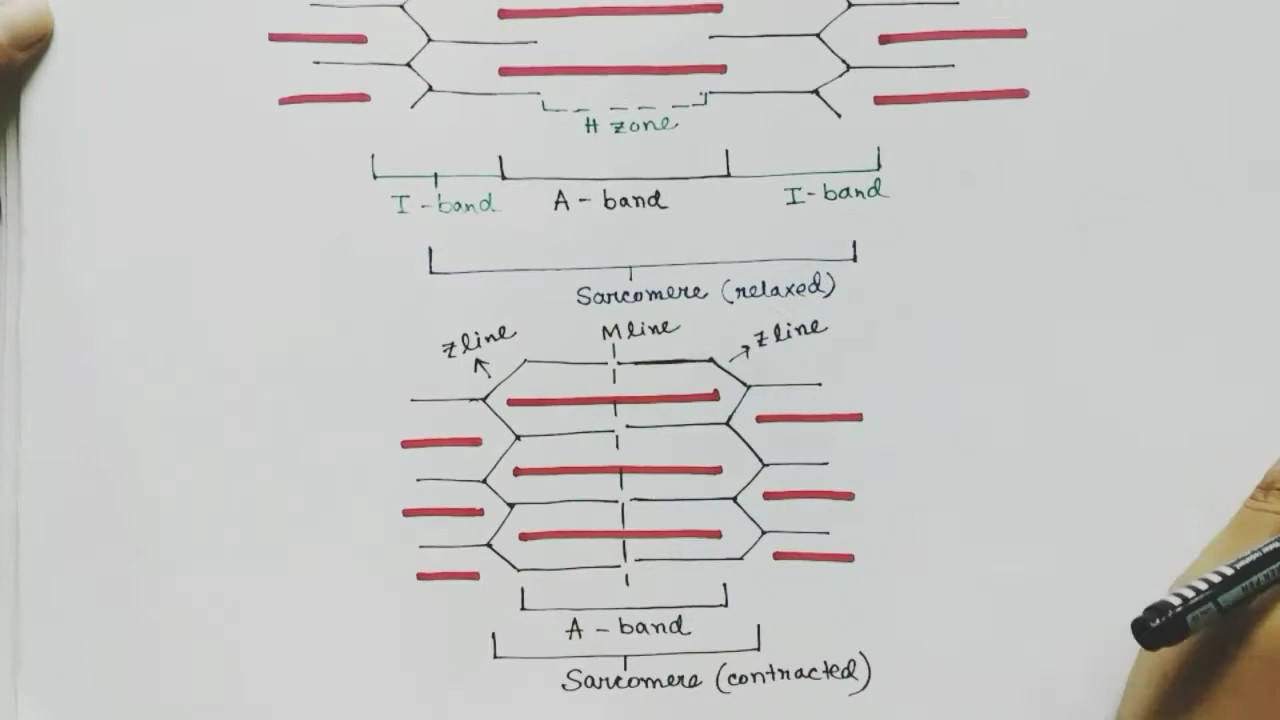 H zone
I-band
A-band
I-band
Sarcomere (relaxed)
Z line
M line
Z line
A-band
Sarcomere (contracted)